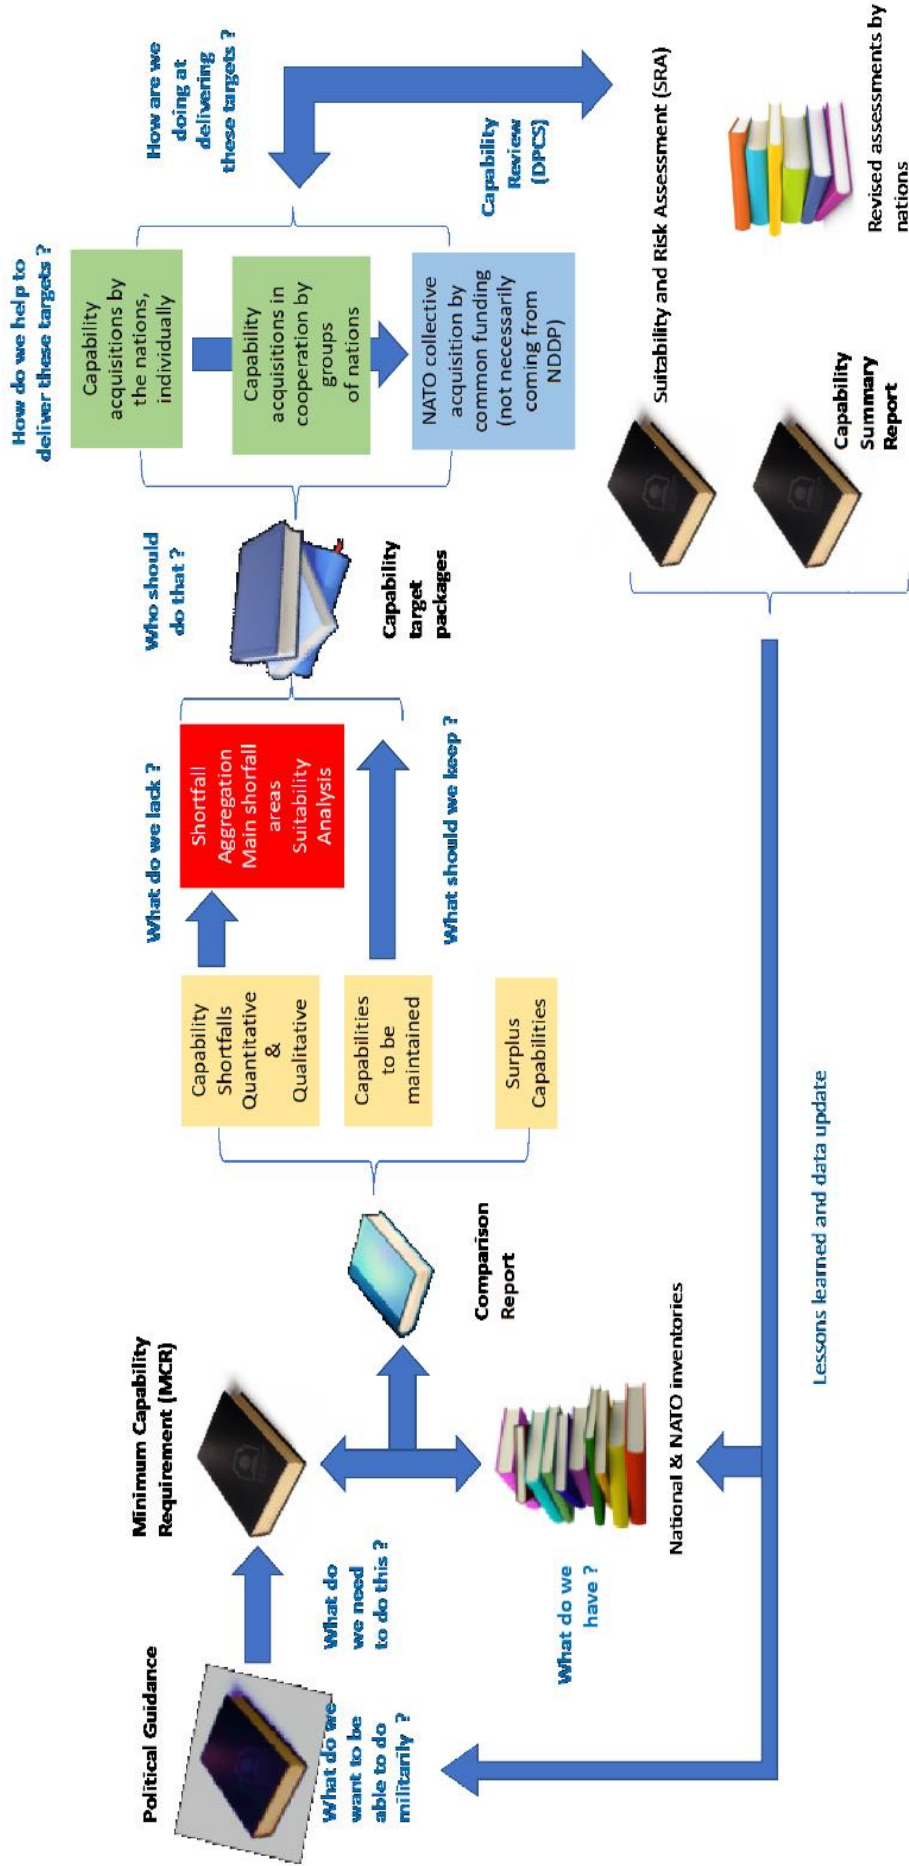 Political Guidance
What do we
want to be
able to do
militarily ?
What do
we need
to do this ?
Minimum Capability
Requirement (MCR)
What do we
have ?
National & NATO inventories
Comparison
Report
Capability
Shortfalls
Quantitative
&
Qualitative
Capabilities
to be
maintained
Surplus
Capabilities
What do we lack ?
Shortfall
Aggregation
Main shorfall
areas
Suitability
Analysis
What should we keep ?
Who should
do that ?
Capability
target
packages
How do we help to
deliver these targets ?
Capability
acquisitions by
the nations,
individually
Capability
acquisitions in
cooperation by
groups
of nations
NATO collective
acquisition by
common funding
(not necessarily
coming from
NDDP)
How are we
doing at
delivering
these targets ?
Capability
Review
(DPCS)
Suitability and Risk Assessment (SRA)
Capability
Summary
Report
Revised assessments by
nations
Lessons learned and data update